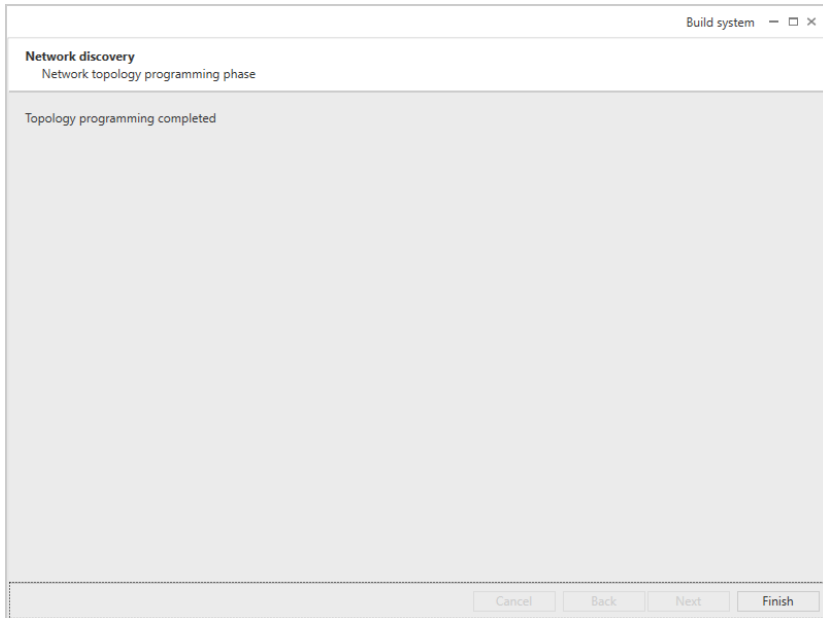 Build system
Network discovery
Network topology programming phase
Topology programming completed
Cancel Back Next Finish